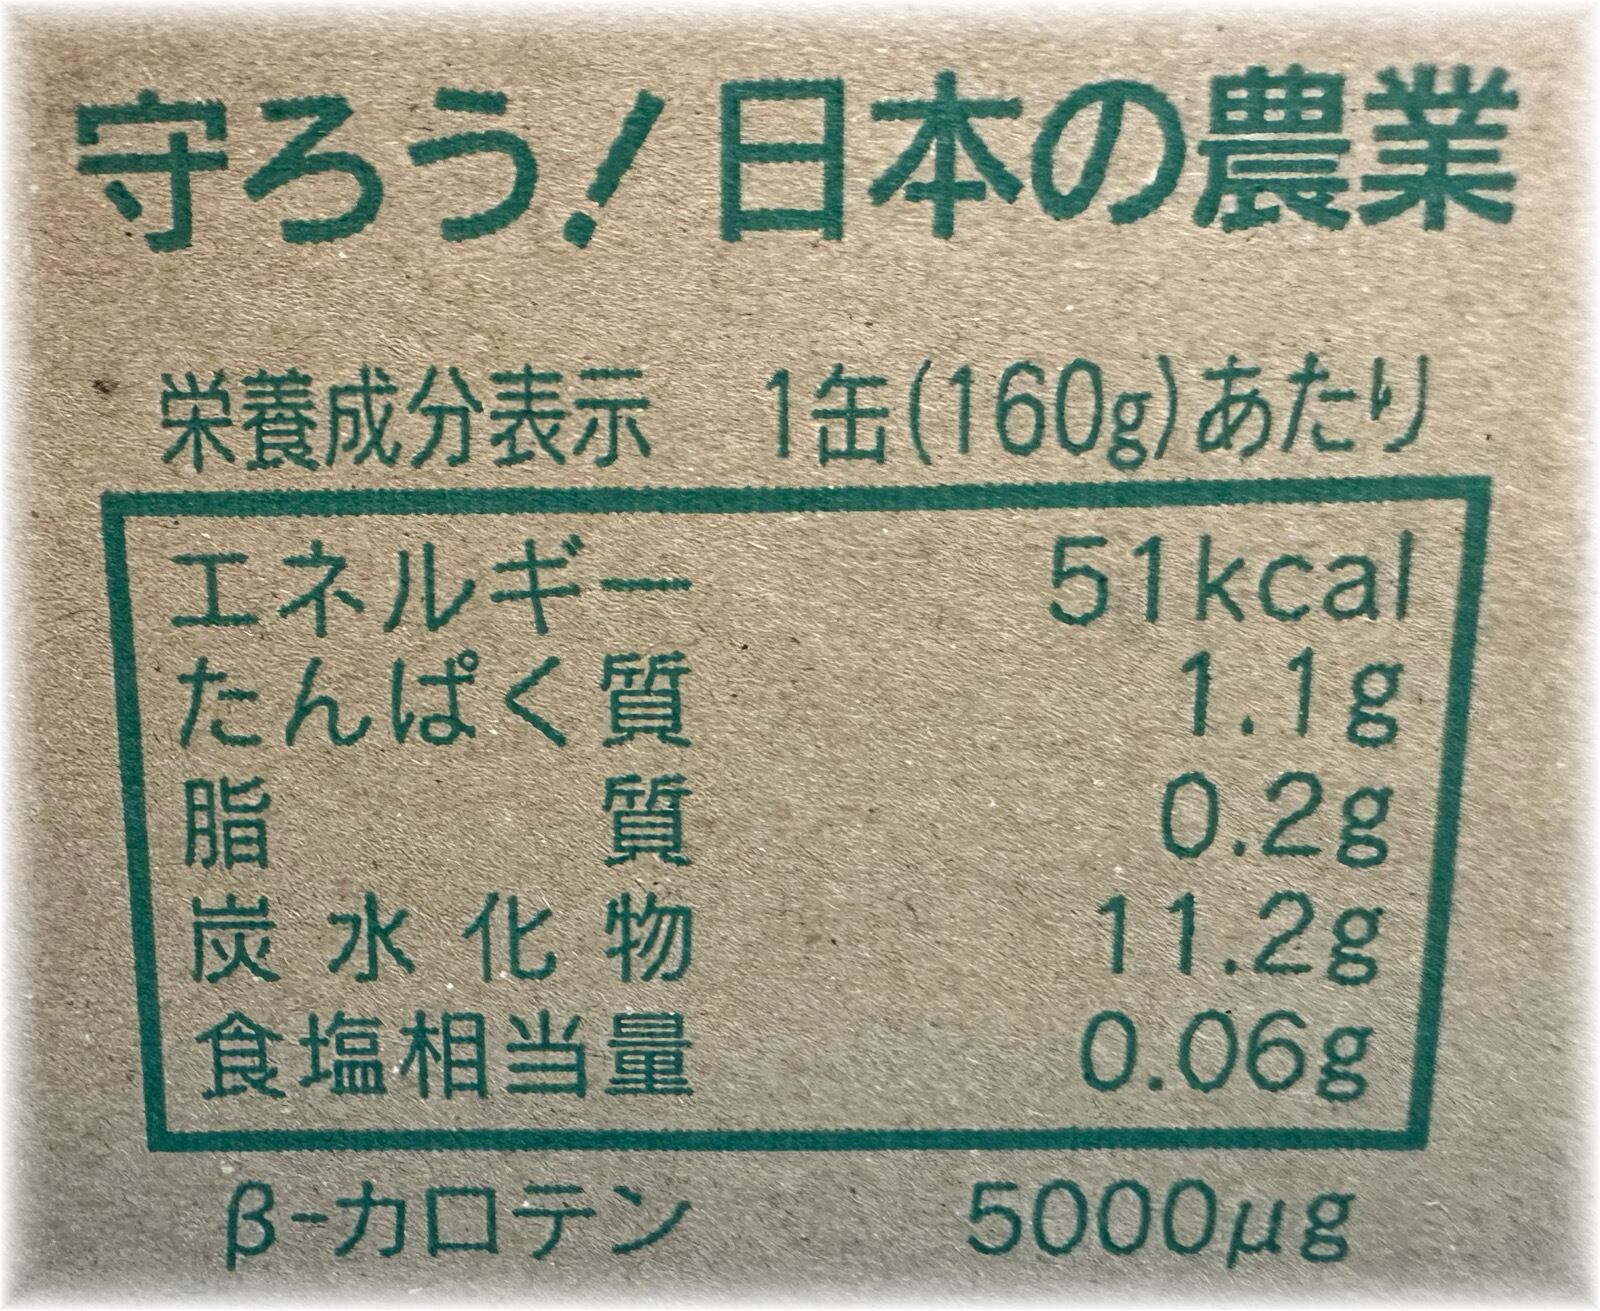 守ろう!日本の農業
栄養成分表示 1缶(160g)あたり
エネルギー 51kcal
たんぱく質 1.1g
脂質 0.2g
炭水化物 11.2g
食塩相当量 0.06g
β-カロテン 5000μg